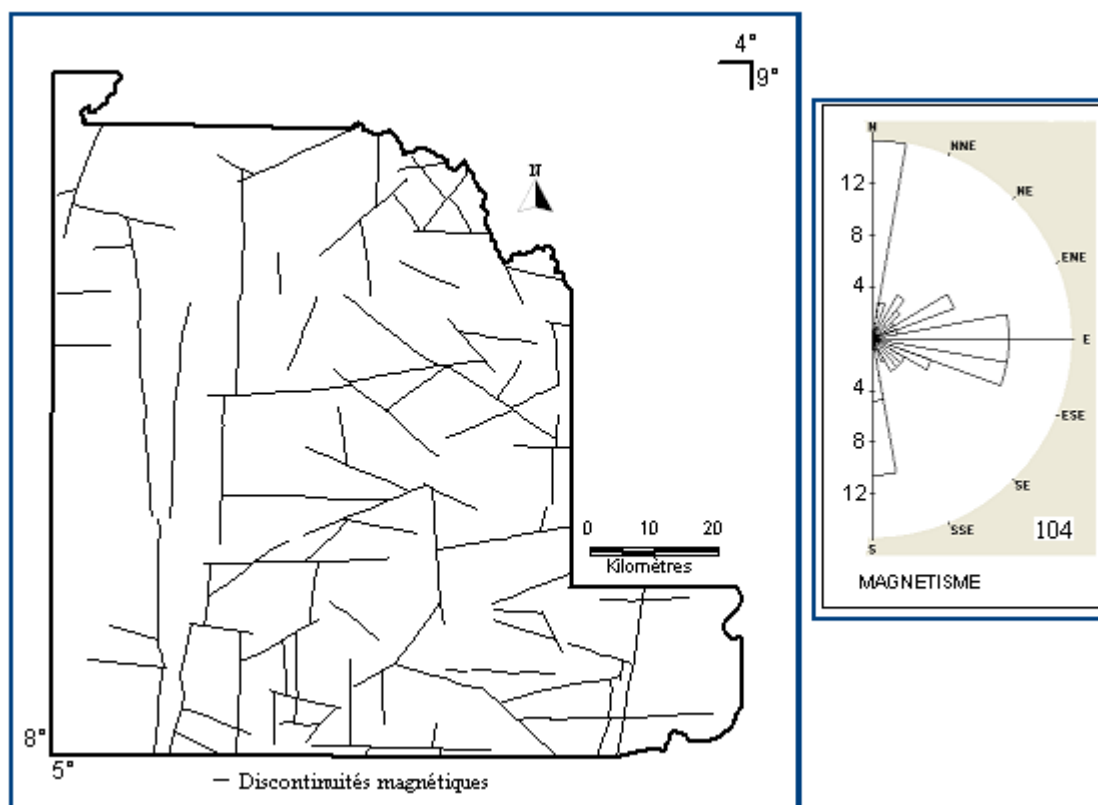 4°
9°
N
0 10 20
Kilomètres
8°
5°
— Discontinuités magnétiques
N
NNE
NE
ENE
E
ESE
SE
SSE
S
12
8
4
4
8
12
104
MAGNETISME